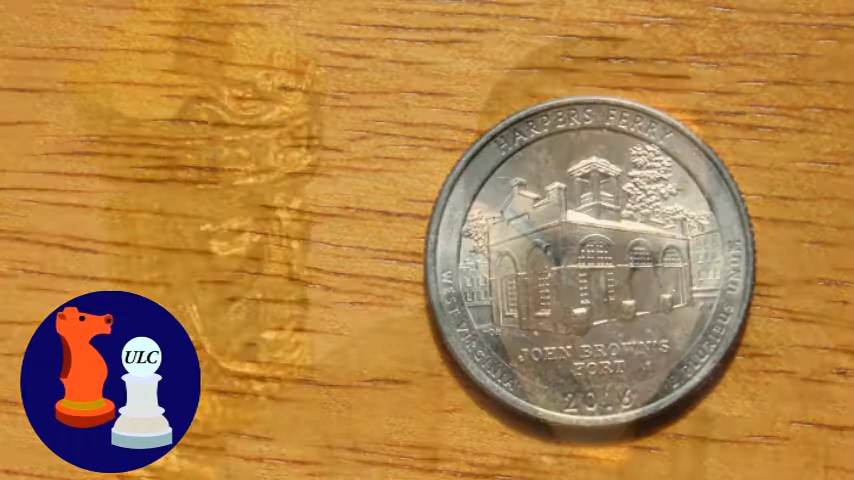 HARPERS FERRY
WEST VIRGINIA
JOHN BROWN'S
FORT
2016
E PLURIBUS UNUM
ULC